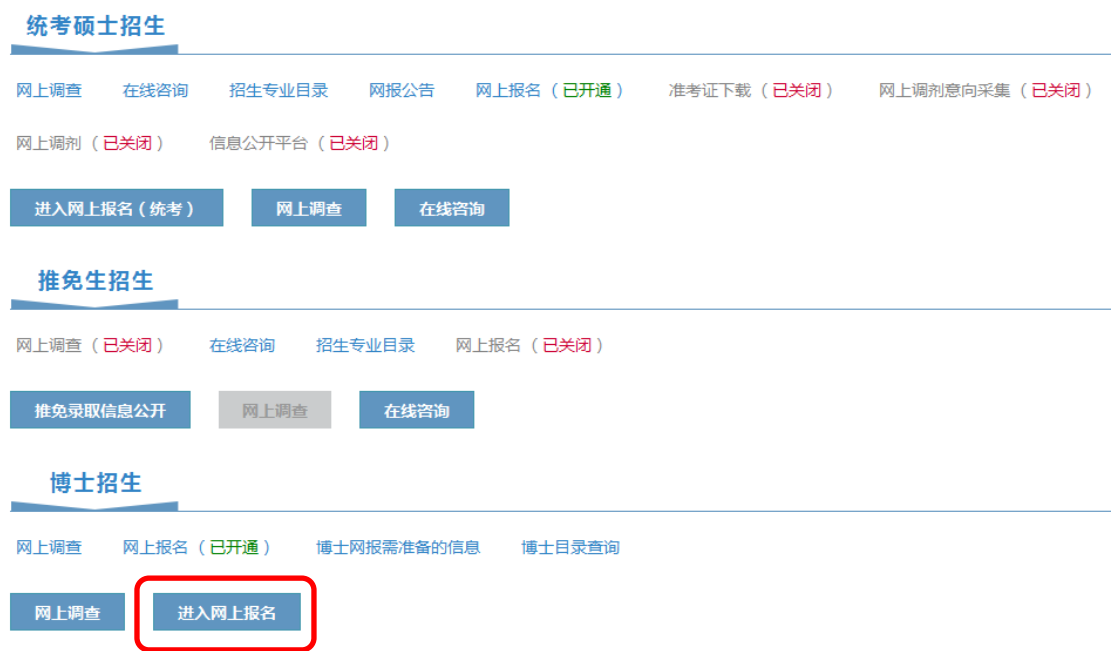 统考硕士招生
网上调查 在线咨询 招生专业目录 网报公告 网上报名（已开通） 准考证下载（已关闭） 网上调剂意向采集（已关闭）
网上调剂（已关闭） 信息公开平台（已关闭）
进入网上报名（统考） 网上调查 在线咨询
推免生招生
网上调查（已关闭） 在线咨询 招生专业目录 网上报名（已关闭）
推免录取信息公开 网上调查 在线咨询
博士招生
网上调查 网上报名（已开通） 博士网报需准备的信息 博士目录查询
网上调查 进入网上报名